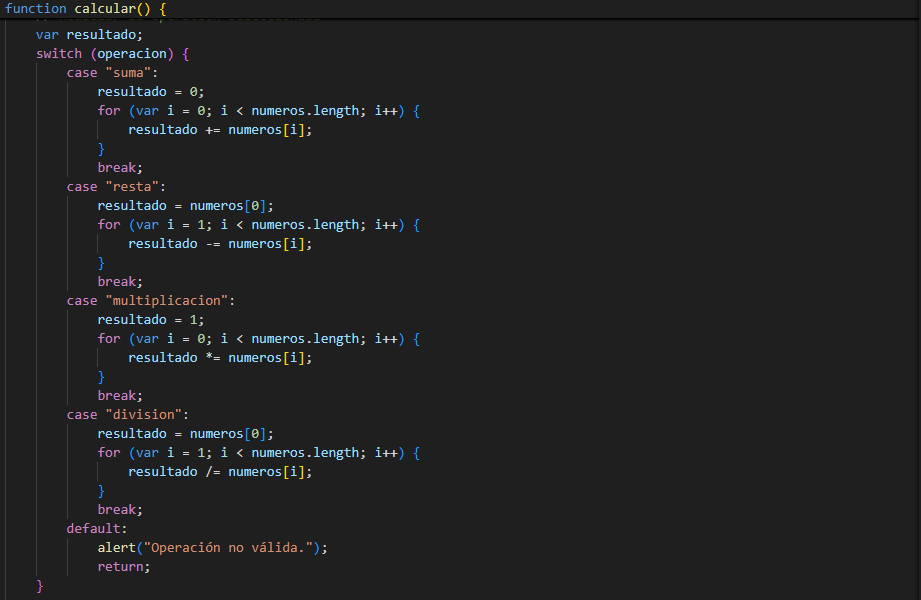 function calcular() {
var resultado;
switch (operacion) {
case "suma":
resultado = 0;
for (var i = 0; i < numeros.length; i++) {
resultado += numeros[i];
}
break;
case "resta":
resultado = numeros[0];
for (var i = 1; i < numeros.length; i++) {
resultado -= numeros[i];
}
break;
case "multiplicacion":
resultado = 1;
for (var i = 0; i < numeros.length; i++) {
resultado *= numeros[i];
}
break;
case "division":
resultado = numeros[0];
for (var i = 1; i < numeros.length; i++) {
resultado /= numeros[i];
}
break;
default:
alert("Operación no válida.");
return;
}